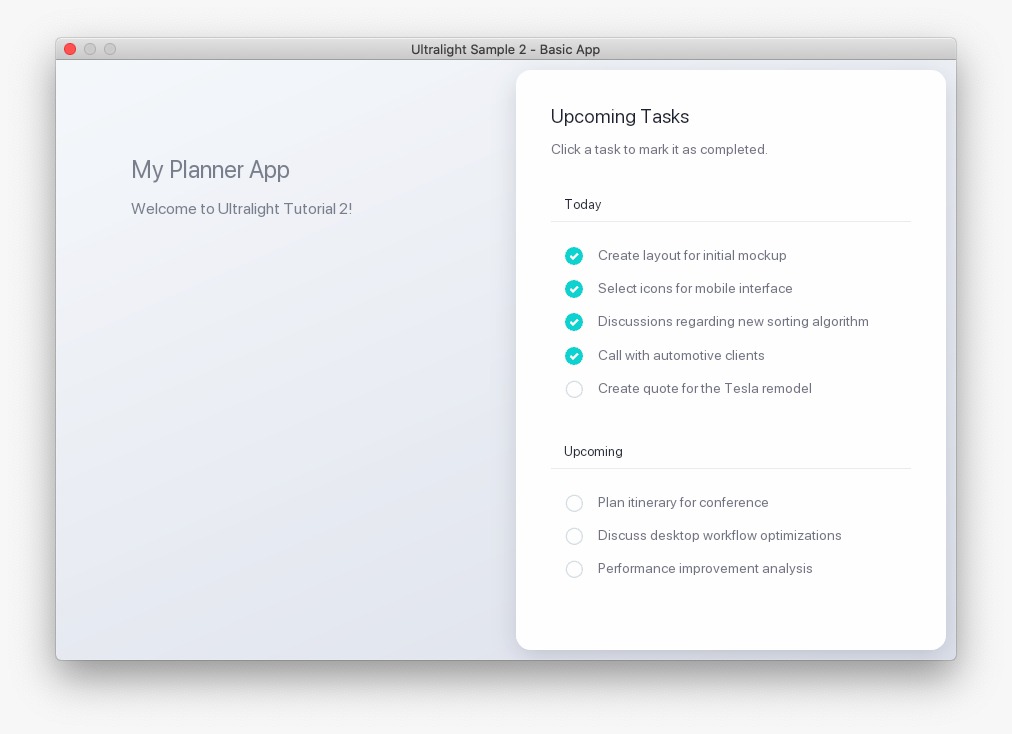 Ultralight Sample 2 - Basic App
My Planner App
Welcome to Ultralight Tutorial 2!
Upcoming Tasks
Click a task to mark it as completed.
Today
Create layout for initial mockup
Select icons for mobile interface
Discussions regarding new sorting algorithm
Call with automotive clients
Create quote for the Tesla remodel
Upcoming
Plan itinerary for conference
Discuss desktop workflow optimizations
Performance improvement analysis